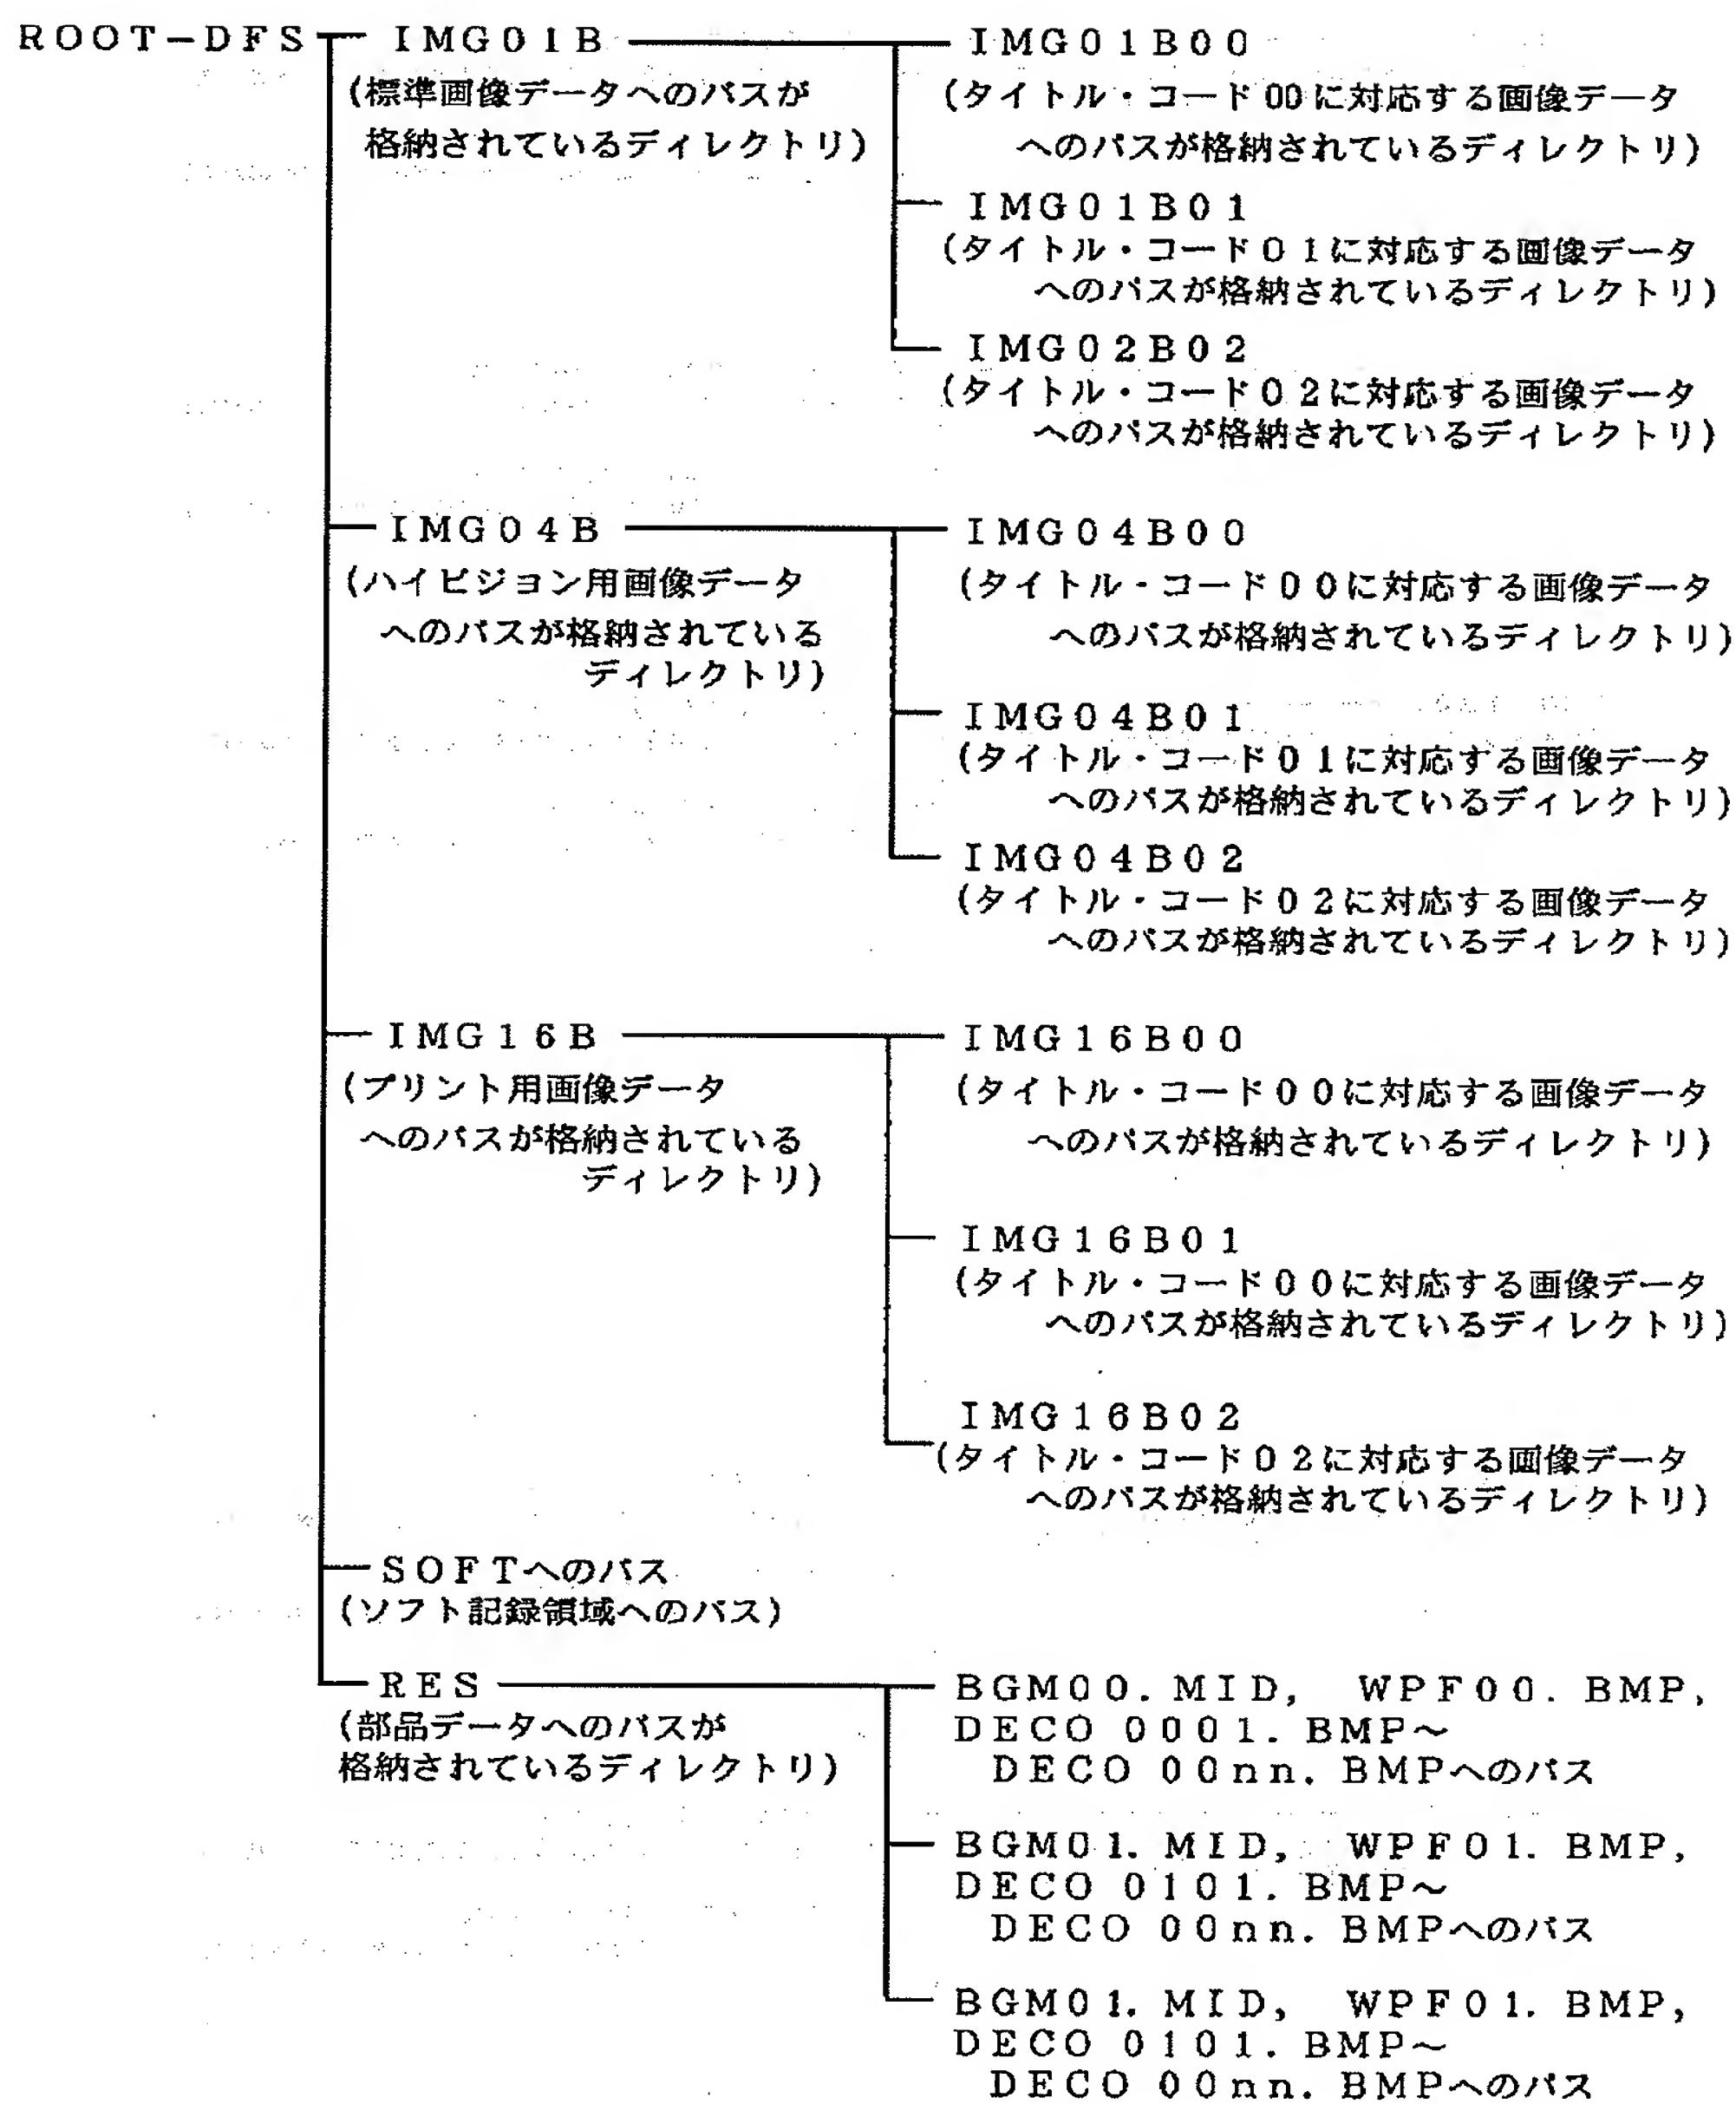 ROOT-DFS
IMG01B
(標準画像データへのパスが
格納されているディレクトリ)
IMG01B00
(タイトル・コード00に対応する画像データ
へのパスが格納されているディレクトリ)
IMG01B01
(タイトル・コード01に対応する画像データ
へのパスが格納されているディレクトリ)
IMG02B02
(タイトル・コード02に対応する画像データ
へのパスが格納されているディレクトリ)
IMG04B
(ハイビジョン用画像データ
へのパスが格納されている
ディレクトリ)
IMG04B00
(タイトル・コード00に対応する画像データ
へのパスが格納されているディレクトリ)
IMG04B01
(タイトル・コード01に対応する画像データ
へのパスが格納されているディレクトリ)
IMG04B02
(タイトル・コード02に対応する画像データ
へのパスが格納されているディレクトリ)
IMG16B
(プリント用画像データ
へのパスが格納されている
ディレクトリ)
IMG16B00
(タイトル・コード00に対応する画像データ
へのパスが格納されているディレクトリ)
IMG16B01
(タイトル・コード00に対応する画像データ
へのパスが格納されているディレクトリ)
IMG16B02
(タイトル・コード02に対応する画像データ
へのパスが格納されているディレクトリ)
SOFTへのパス
(ソフト記録領域へのパス)
RES
(部品データへのパスが
格納されているディレクトリ)
BGM00.MID, WPF00.BMP,
DECO 0001.BMP〜
DECO 00nn.BMPへのパス
BGM01.MID, WPF01.BMP,
DECO 0101.BMP〜
DECO 00nn.BMPへのパス
BGM01.MID, WPF01.BMP,
DECO 0101.BMP〜
DECO 00nn.BMPへのパス